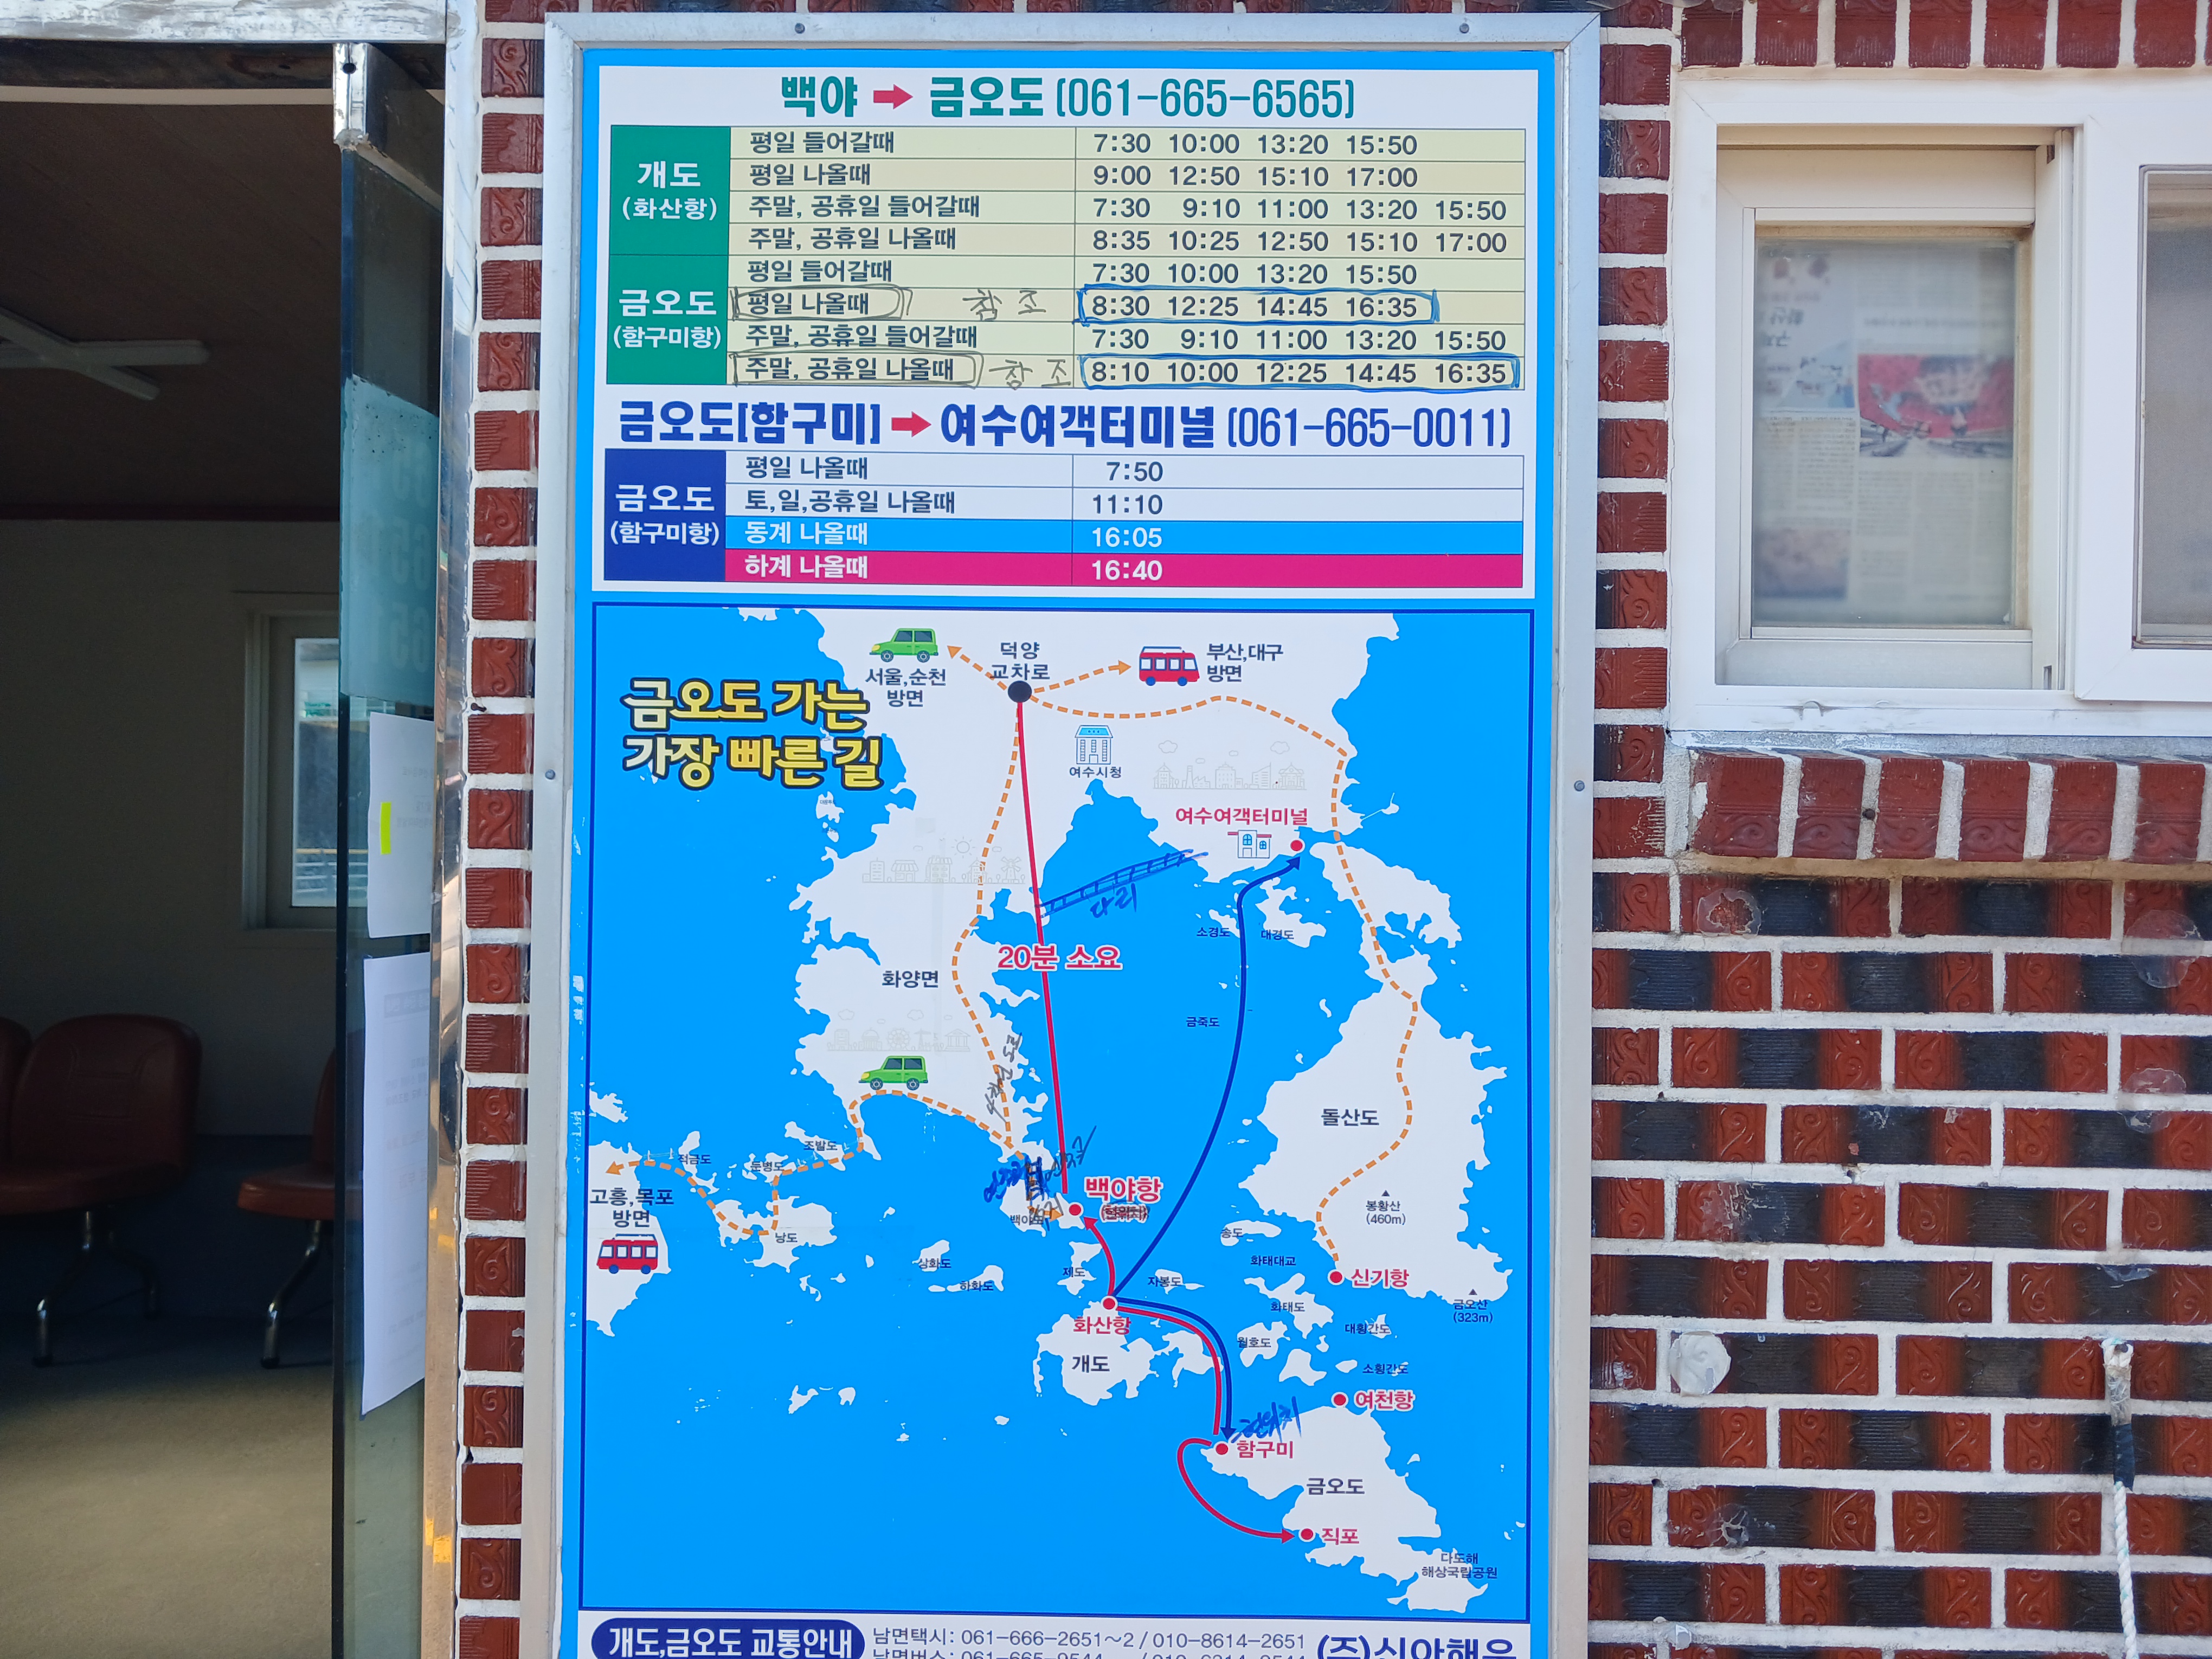 백야 → 금오도 (061-665-6565)
개도
(화산항)
평일 들어갈때 7:30 10:00 13:20 15:50
평일 나올때 9:00 12:50 15:10 17:00
주말, 공휴일 들어갈때 7:30 9:10 11:00 13:20 15:50
주말, 공휴일 나올때 8:35 10:25 12:50 15:10 17:00
금오도
(함구미항)
평일 들어갈때 7:30 10:00 13:20 15:50
평일 나올때 참조 8:30 12:25 14:45 16:35
주말, 공휴일 들어갈때 7:30 9:10 11:00 13:20 15:50
주말, 공휴일 나올때 참조 8:10 10:00 12:25 14:45 16:35
금오도[함구미] → 여수여객터미널 (061-665-0011)
금오도
(함구미항)
평일 나올때 7:50
토,일,공휴일 나올때 11:10
동계 나올때 16:05
하계 나올때 16:40
금오도 가는
가장 빠른 길
서울,순천
방면
덕양
교차로
부산,대구
방면
여수시청
여수여객터미널
다리
소경도
대경도
20분 소요
화양면
금죽도
돌산도
조발도
적금도
둔병도
고흥,목포
방면
낭도
백야항
(현위치)
봉황산
(460m)
송도
화태대교
상화도
하화도
제도
자봉도
신기항
금오산
(323m)
화태도
화산항
대횡간도
월호도
개도
소횡간도
여천항
현위치
함구미
금오도
직포
다도해
해상국립공원
개도,금오도 교통안내
남면택시: 061-666-2651~2 / 010-8614-2651
(주)신아해운